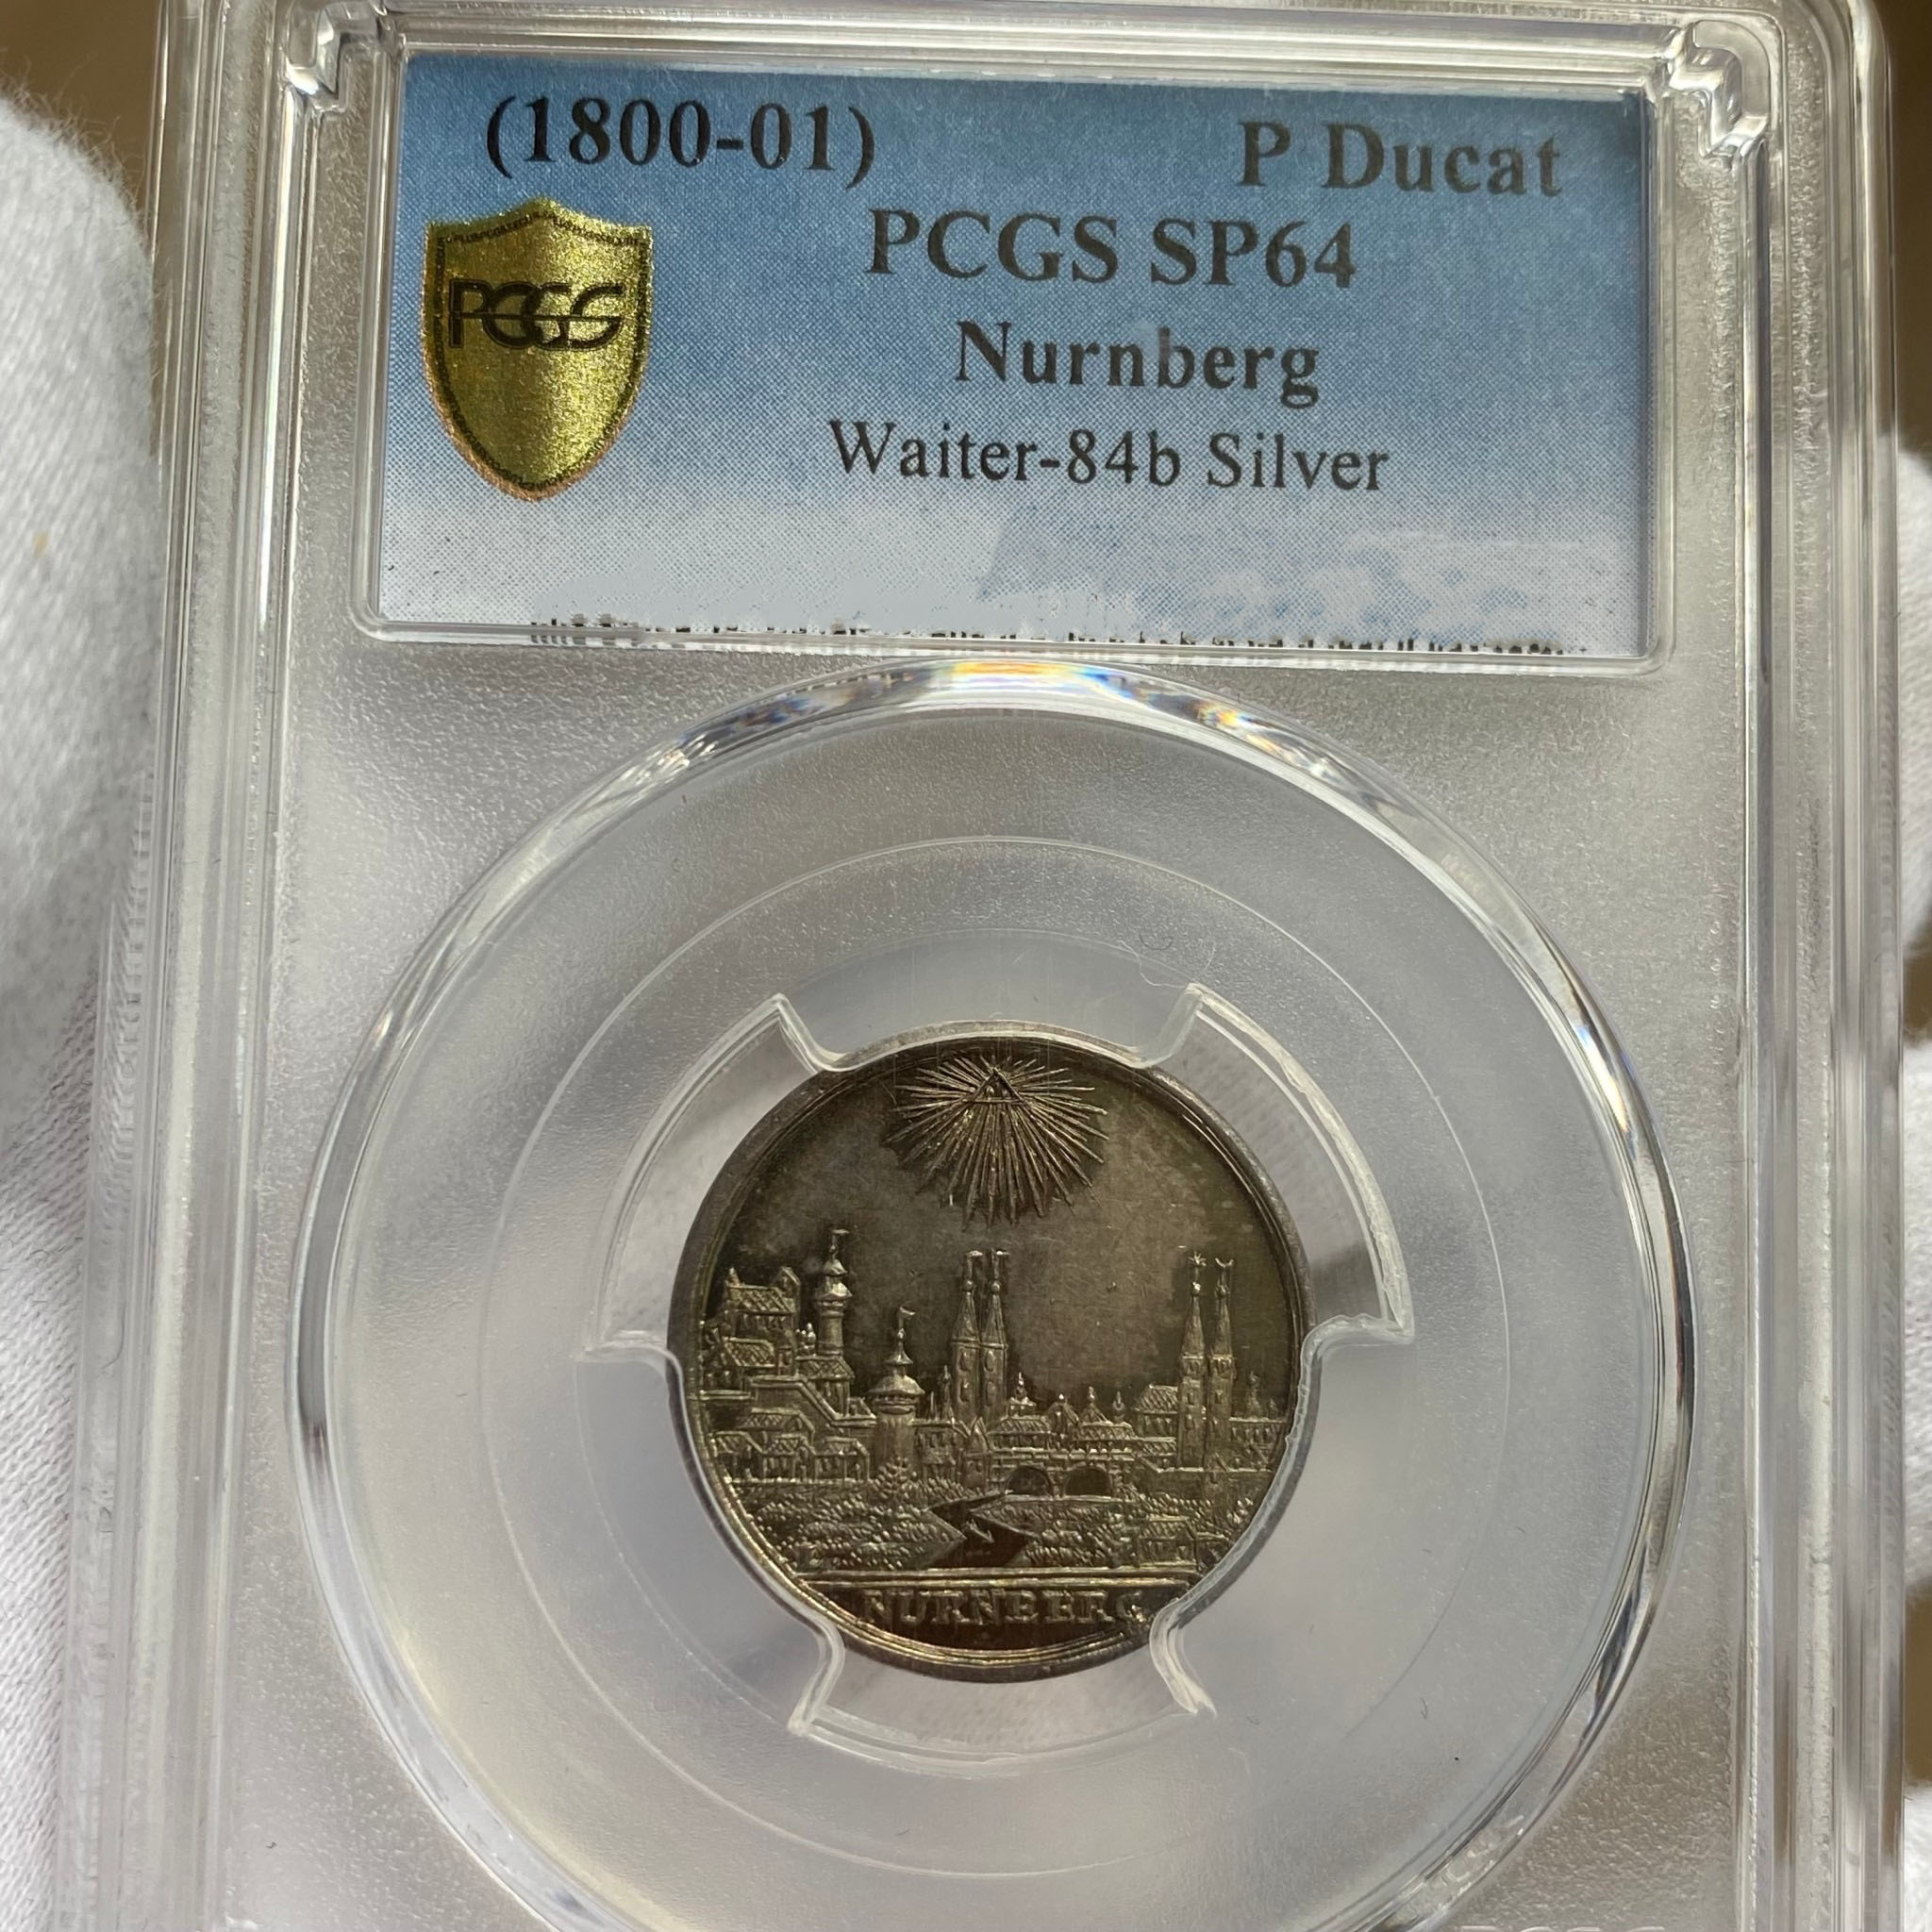 (1800-01) P Ducat
PCGS SP64
PCGS
Nurnberg
Waiter-84b Silver
NURNBERG